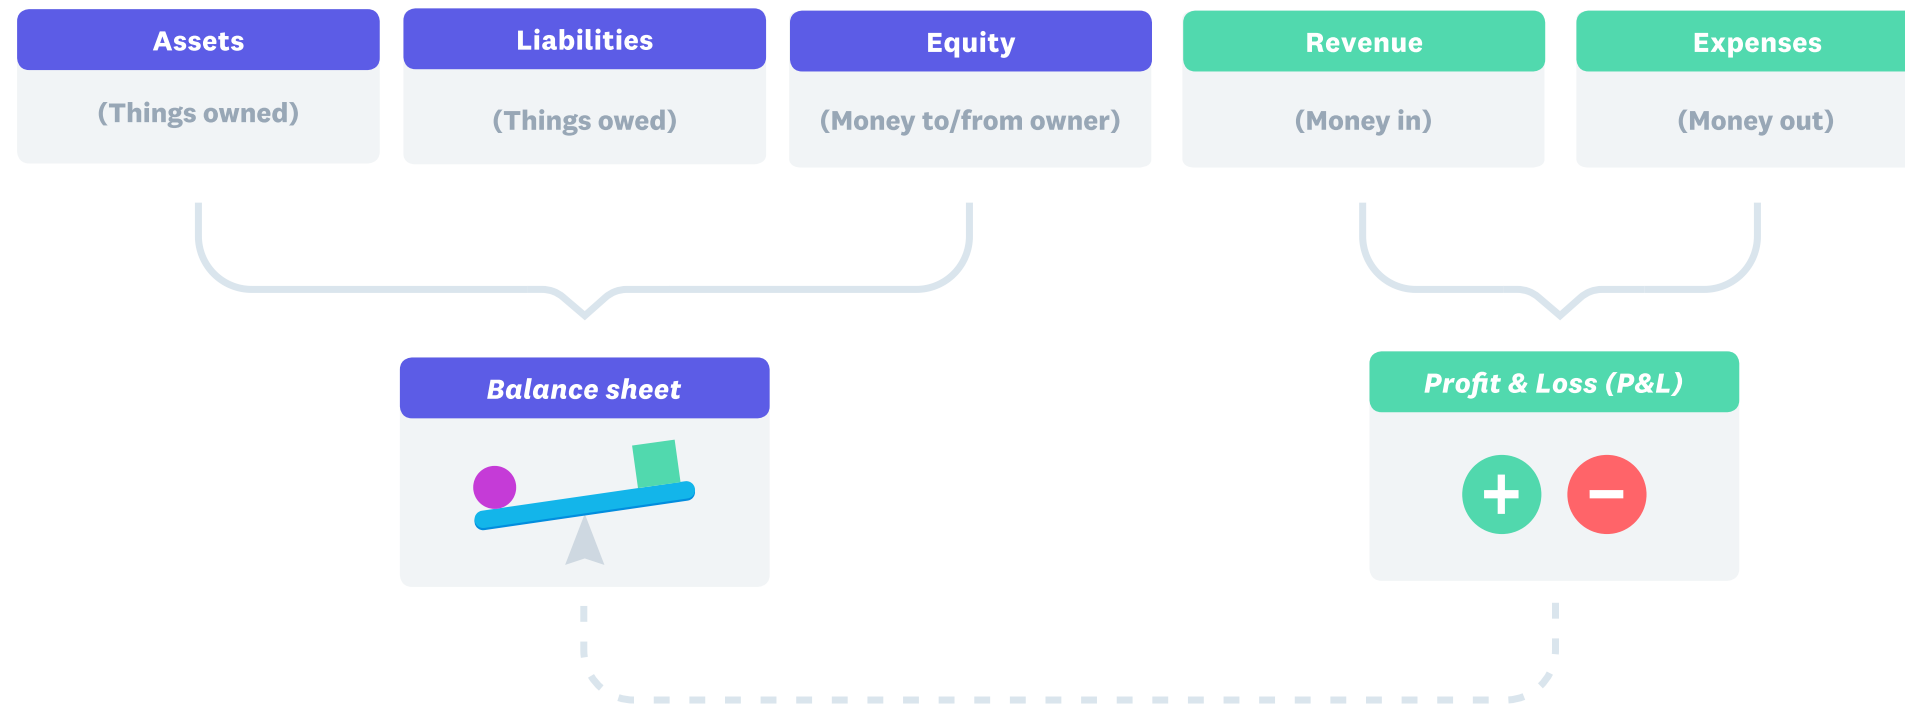 Assets
Liabilities
Equity
Revenue
Expenses
(Things owned)
(Things owed)
(Money to/from owner)
(Money in)
(Money out)
Balance sheet
Profit & Loss (P&L)